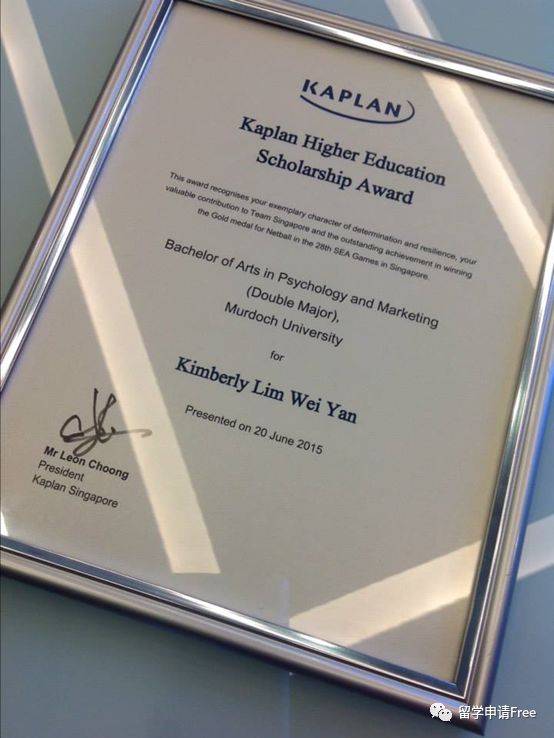 KAPLAN
Kaplan Higher Education
Scholarship Award
This award recognises your exemplary character of determination and resilience, your
valuable contribution to Team Singapore and the outstanding achievement in winning
the Gold medal for Netball in the 28th SEA Games in Singapore.
Bachelor of Arts in Psychology and Marketing
(Double Major),
Murdoch University
for
Kimberly Lim Wei Yan
Presented on 20 June 2015
Mr Leon Choong
President
Kaplan Singapore
留学申请Free